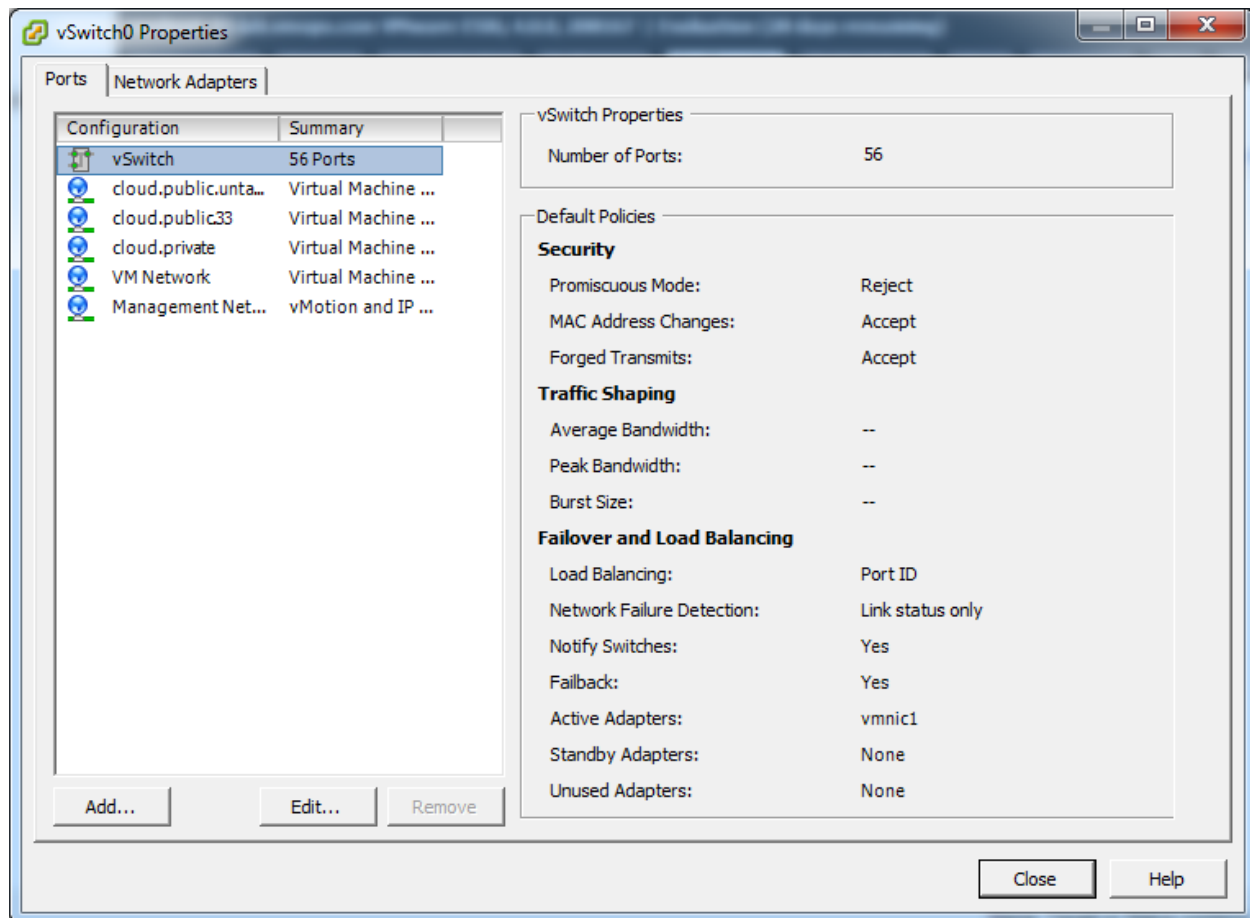 vSwitch0 Properties
Ports
Network Adapters
Configuration Summary
vSwitch 56 Ports
cloud.public.unta... Virtual Machine ...
cloud.public.33 Virtual Machine ...
cloud.private Virtual Machine ...
VM Network Virtual Machine ...
Management Net... vMotion and IP ...
Add...
Edit...
Remove
vSwitch Properties
Number of Ports: 56
Default Policies
Security
Promiscuous Mode: Reject
MAC Address Changes: Accept
Forged Transmits: Accept
Traffic Shaping
Average Bandwidth: --
Peak Bandwidth: --
Burst Size: --
Failover and Load Balancing
Load Balancing: Port ID
Network Failure Detection: Link status only
Notify Switches: Yes
Failback: Yes
Active Adapters: vmnic1
Standby Adapters: None
Unused Adapters: None
Close
Help